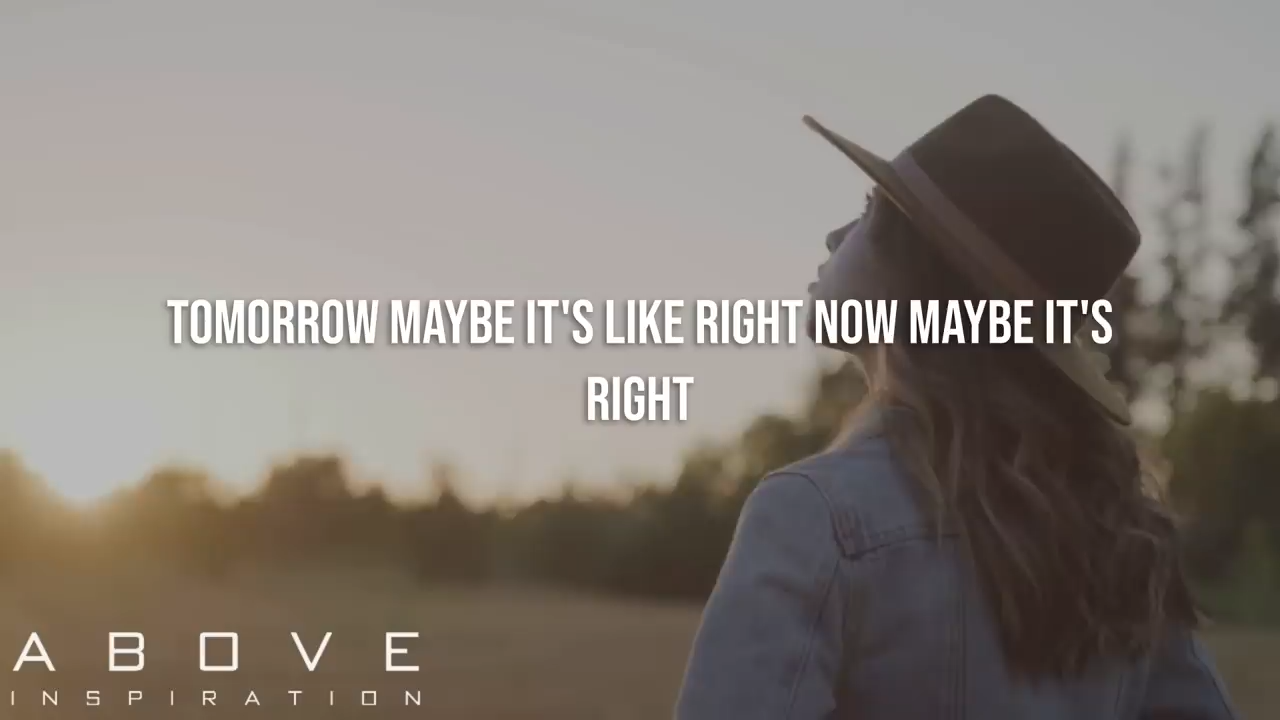 TOMORROW MAYBE IT'S LIKE RIGHT NOW MAYBE IT'S
RIGHT
ABOVE
INSPIRATION